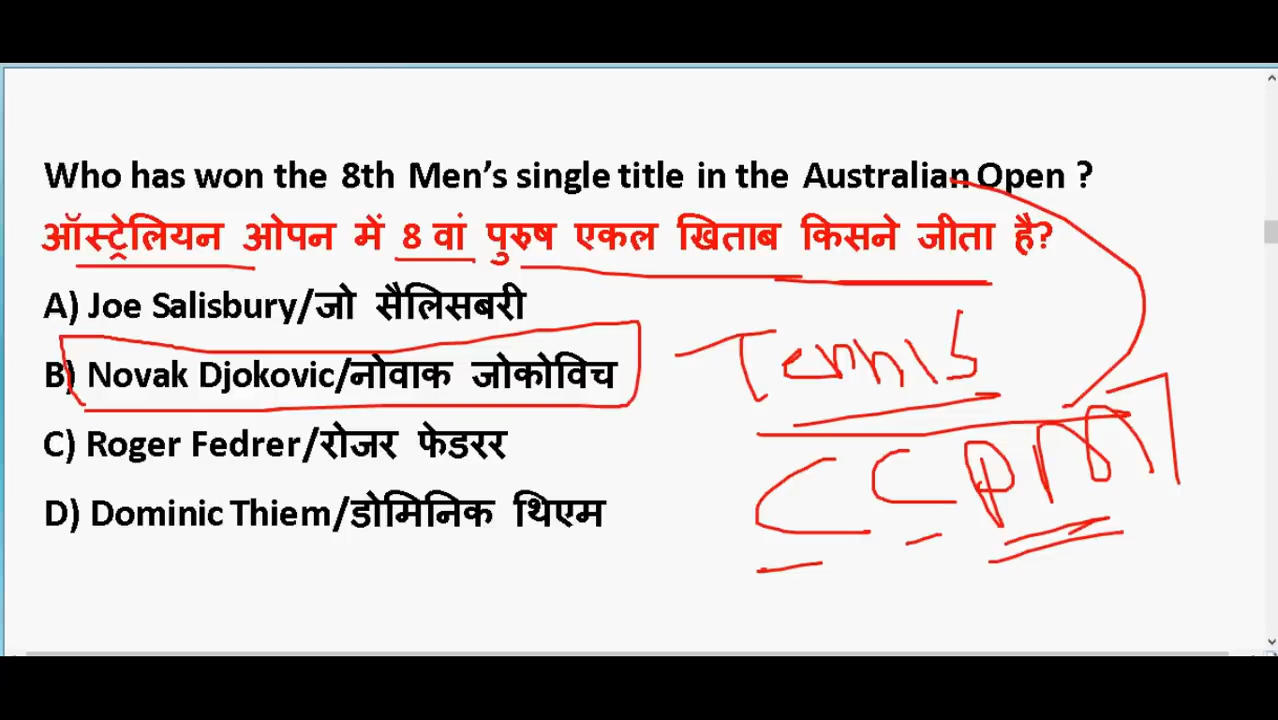 Who has won the 8th Men’s single title in the Australian Open ?
ऑस्ट्रेलियन ओपन में 8 वां पुरुष एकल खिताब किसने जीता है?
A) Joe Salisbury/जो सैलिसबरी
B) Novak Djokovic/नोवाक जोकोविच
Tennis
C) Roger Fedrer/रोजर फेडरर
D) Dominic Thiem/डोमिनिक थिएम